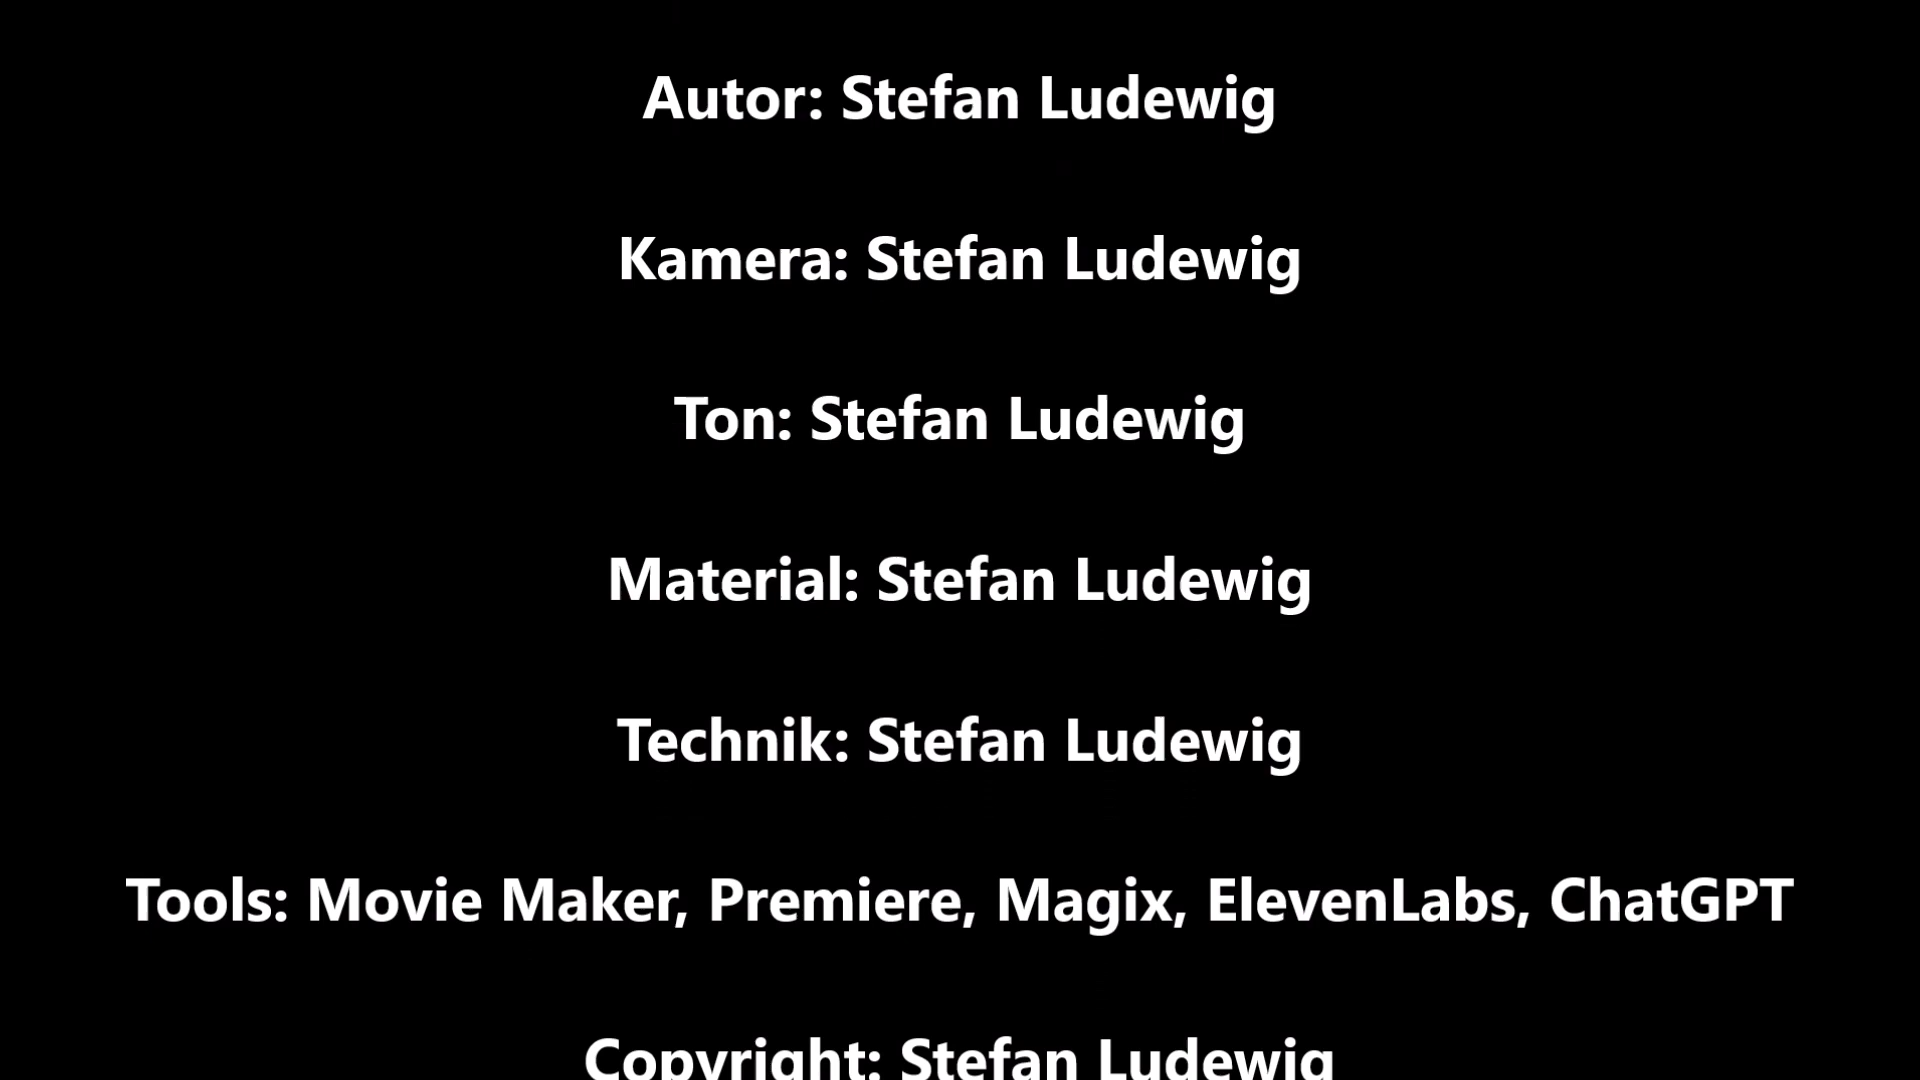 Autor: Stefan Ludewig
Kamera: Stefan Ludewig
Ton: Stefan Ludewig
Material: Stefan Ludewig
Technik: Stefan Ludewig
Tools: Movie Maker, Premiere, Magix, ElevenLabs, ChatGPT
Copyright: Stefan Ludewig